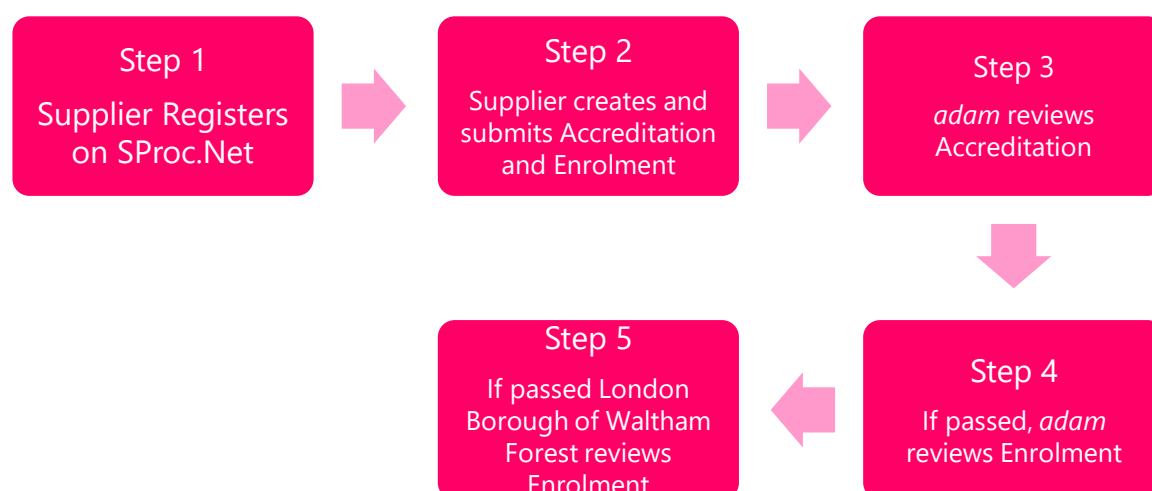 Step 1
Supplier Registers
on SProc.Net
Step 2
Supplier creates and
submits Accreditation
and Enrolment
Step 3
adam reviews
Accreditation
Step 4
If passed, adam
reviews Enrolment
Step 5
If passed London
Borough of Waltham
Forest reviews
Enrolment